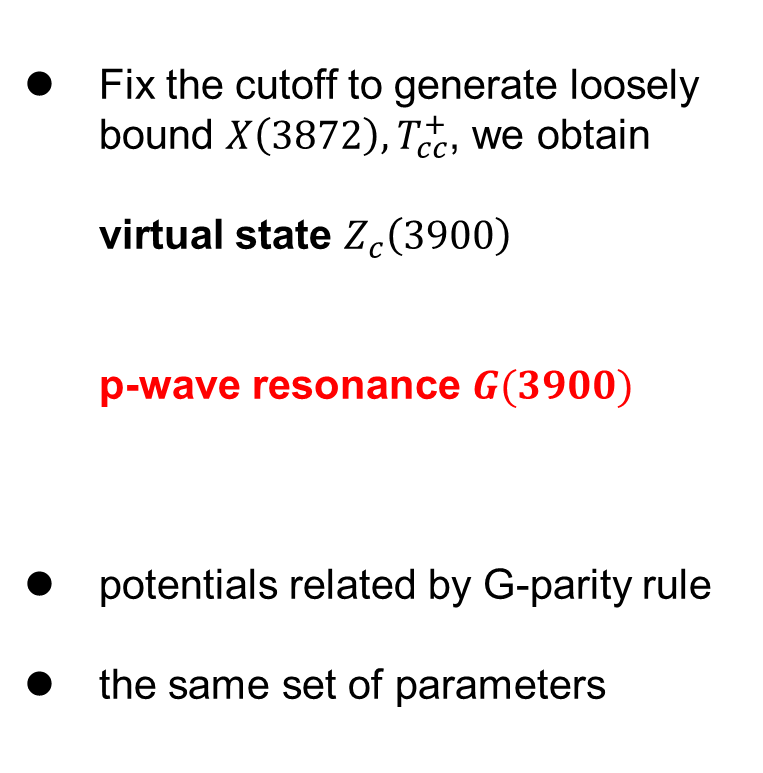 ● Fix the cutoff to generate loosely
bound X(3872), T_{cc}^{+}, we obtain
virtual state Z_c(3900)
p-wave resonance G(3900)
● potentials related by G-parity rule
● the same set of parameters